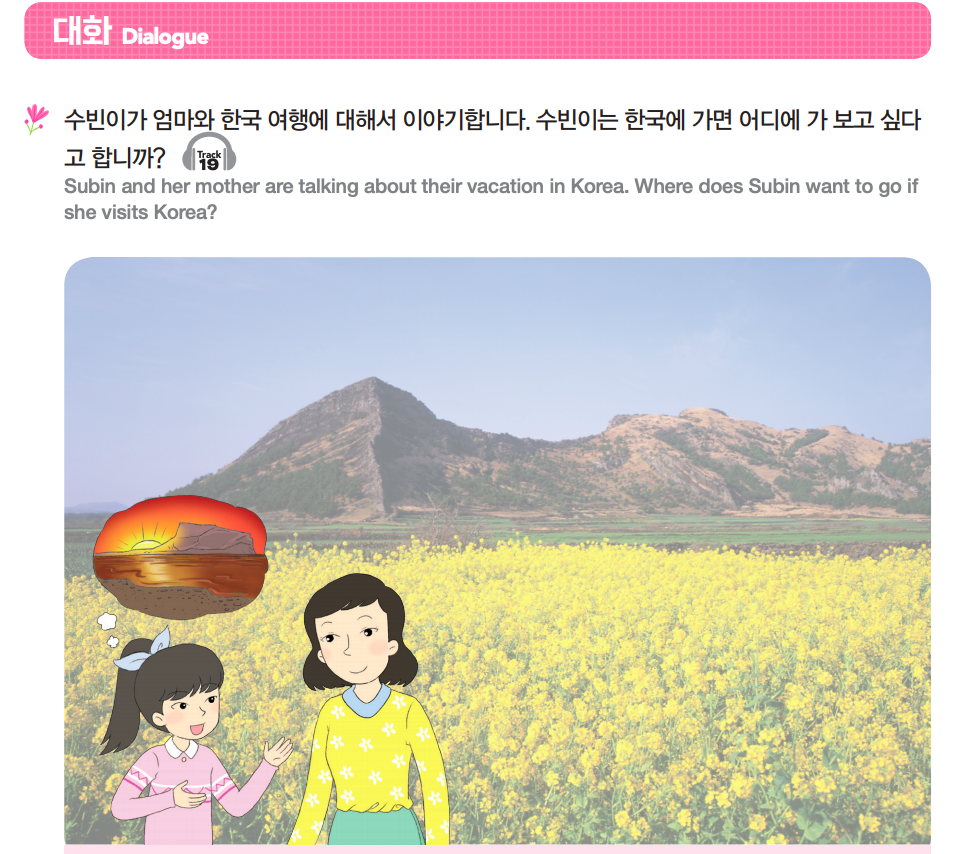 대화 Dialogue
수빈이가 엄마와 한국 여행에 대해서 이야기합니다. 수빈이는 한국에 가면 어디에 가 보고 싶다
고 합니까? Track 19
Subin and her mother are talking about their vacation in Korea. Where does Subin want to go if
she visits Korea?